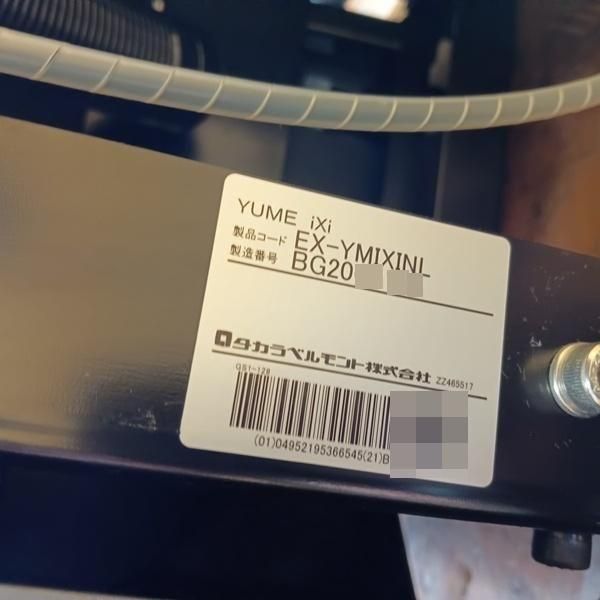 YUME iXi
製品コード EX-YMIXINL
製造番号 BG20
タカラベルモント株式会社 ZZ465517
GS1-128
(01)04952195366545(21)B